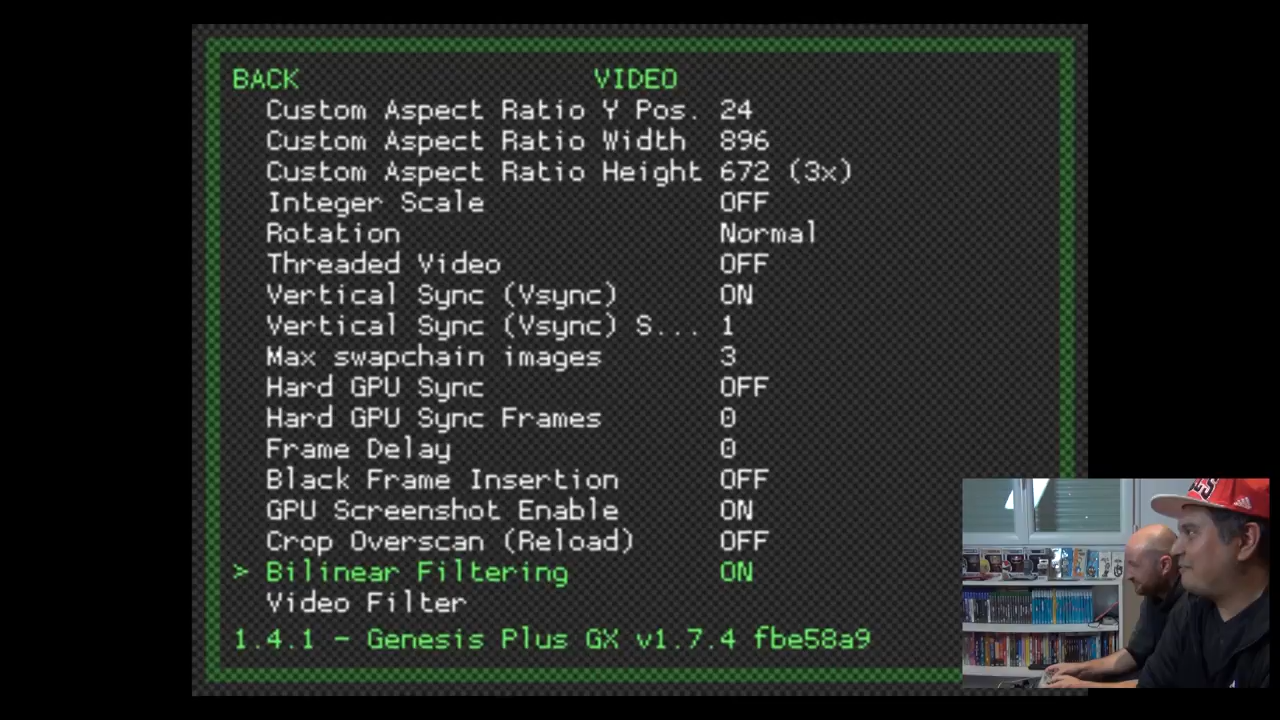 BACK VIDEO
Custom Aspect Ratio Y Pos. 24
Custom Aspect Ratio Width 896
Custom Aspect Ratio Height 672 (3x)
Integer Scale OFF
Rotation Normal
Threaded Video OFF
Vertical Sync (Vsync) ON
Vertical Sync (Vsync) S... 1
Max swapchain images 3
Hard GPU Sync OFF
Hard GPU Sync Frames 0
Frame Delay 0
Black Frame Insertion OFF
GPU Screenshot Enable ON
Crop Overscan (Reload) OFF
> Bilinear Filtering ON
Video Filter
1.4.1 - Genesis Plus GX v1.7.4 fbe58a9